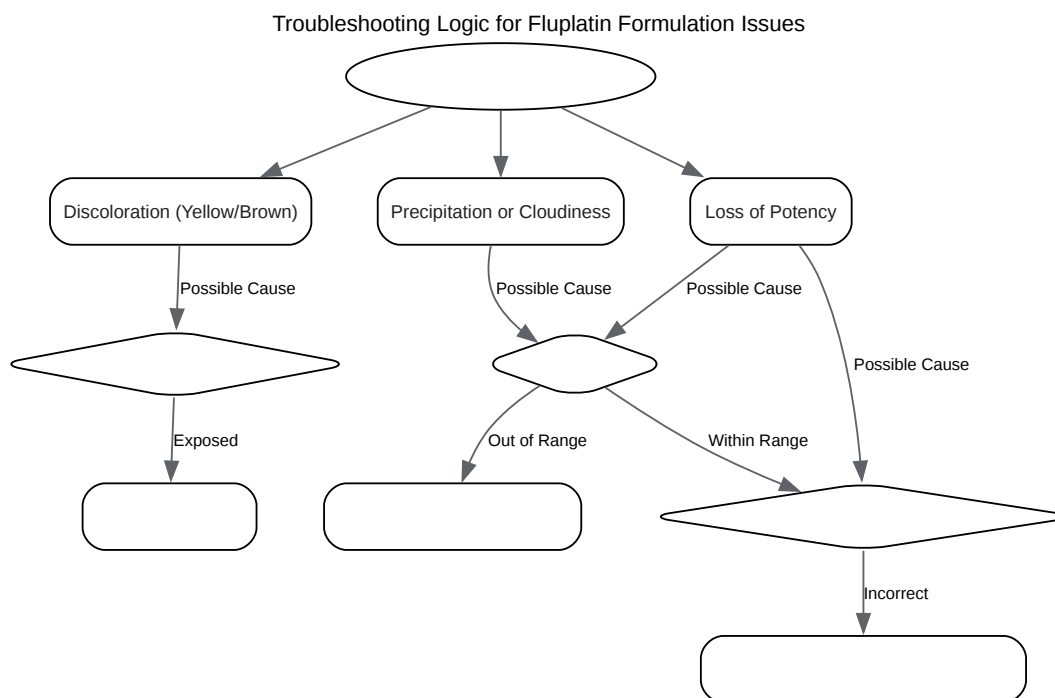 Troubleshooting Logic for Fluplatin Formulation Issues
Discoloration (Yellow/Brown)
Precipitation or Cloudiness
Loss of Potency
Possible Cause
Possible Cause
Possible Cause
Possible Cause
Exposed
Out of Range
Within Range
Incorrect